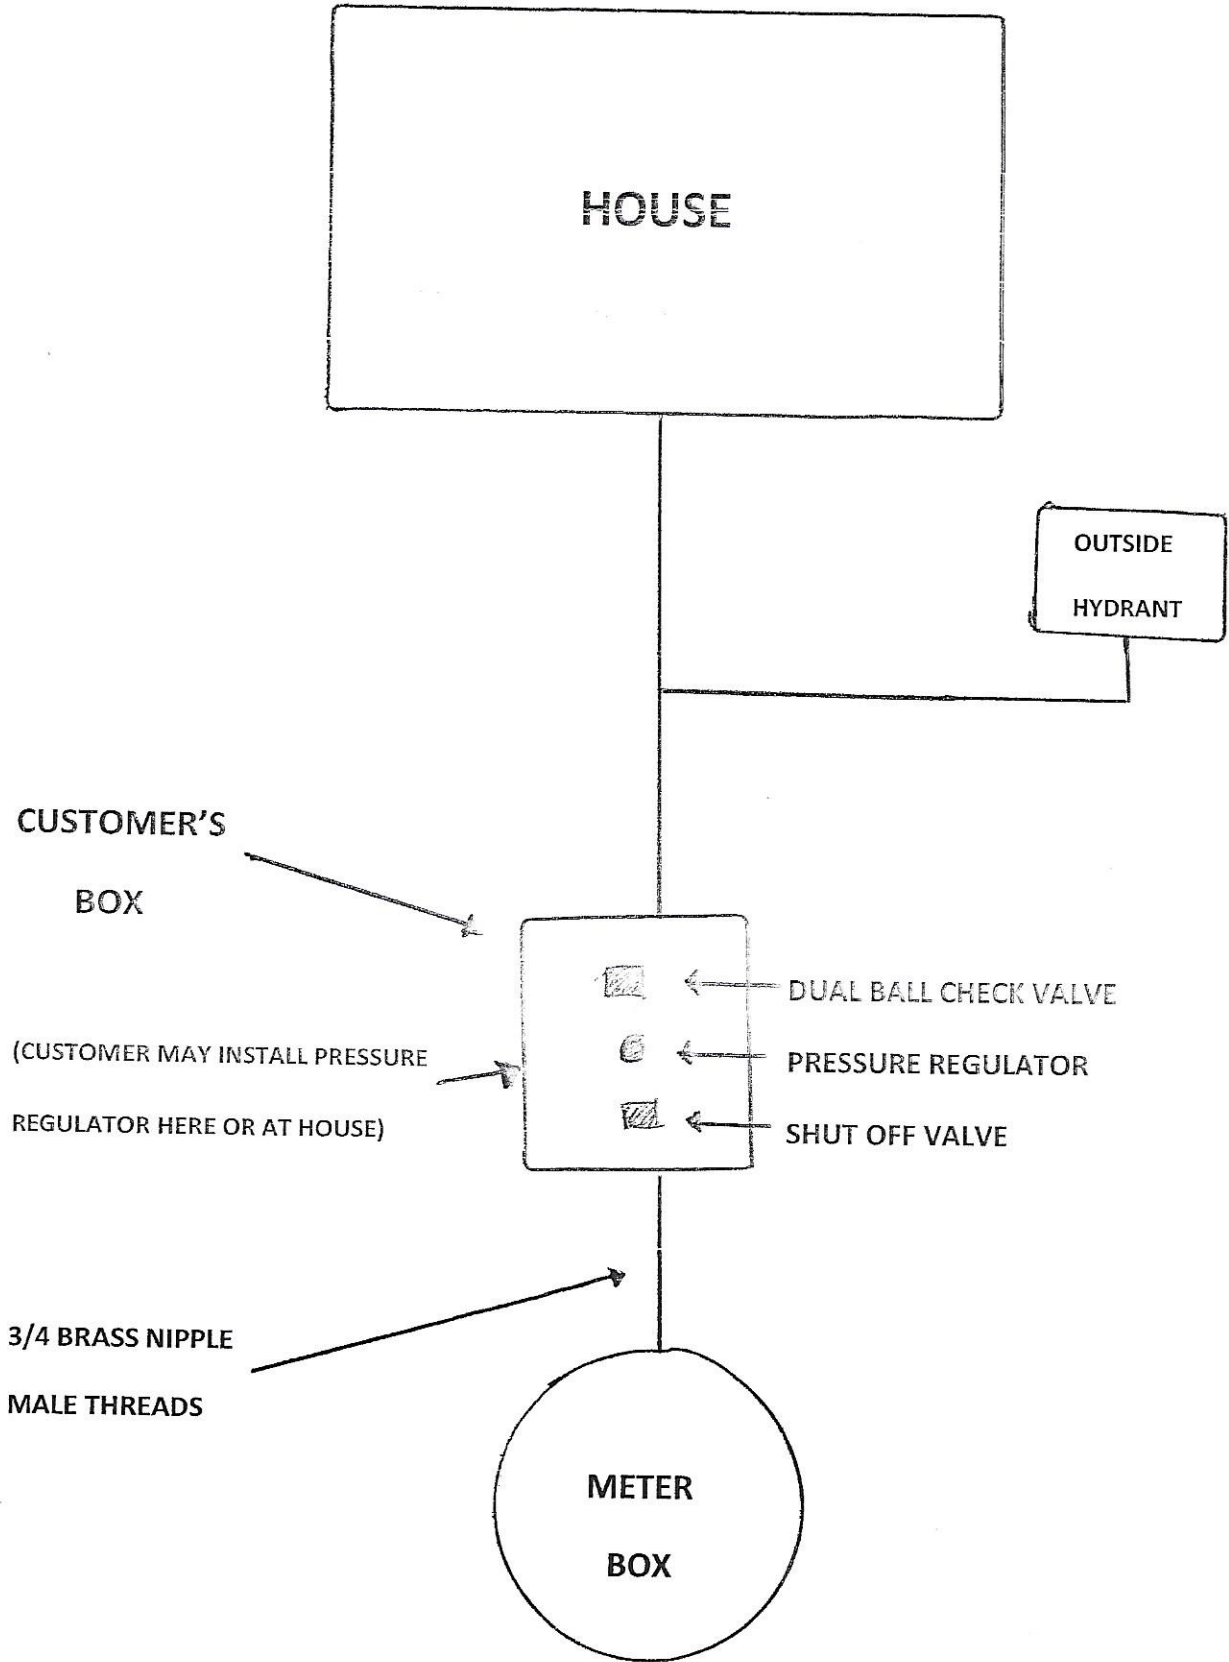 HOUSE
OUTSIDE
HYDRANT
CUSTOMER'S
BOX
DUAL BALL CHECK VALVE
(CUSTOMER MAY INSTALL PRESSURE
REGULATOR HERE OR AT HOUSE)
PRESSURE REGULATOR
SHUT OFF VALVE
3/4 BRASS NIPPLE
MALE THREADS
METER
BOX